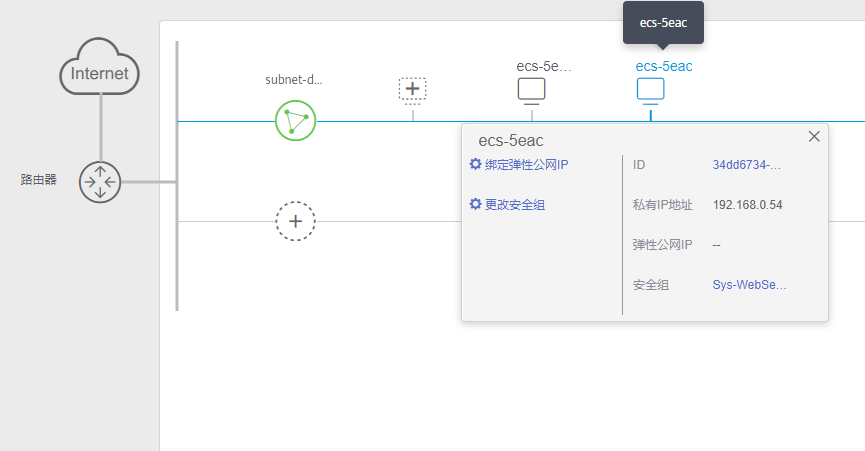 ecs-5eac
Internet
subnet-d...
ecs-5e...
ecs-5eac
路由器
ecs-5eac
绑定弹性公网IP
更改安全组
ID 34dd6734-...
私有IP地址 192.168.0.54
弹性公网IP --
安全组 Sys-WebSe...